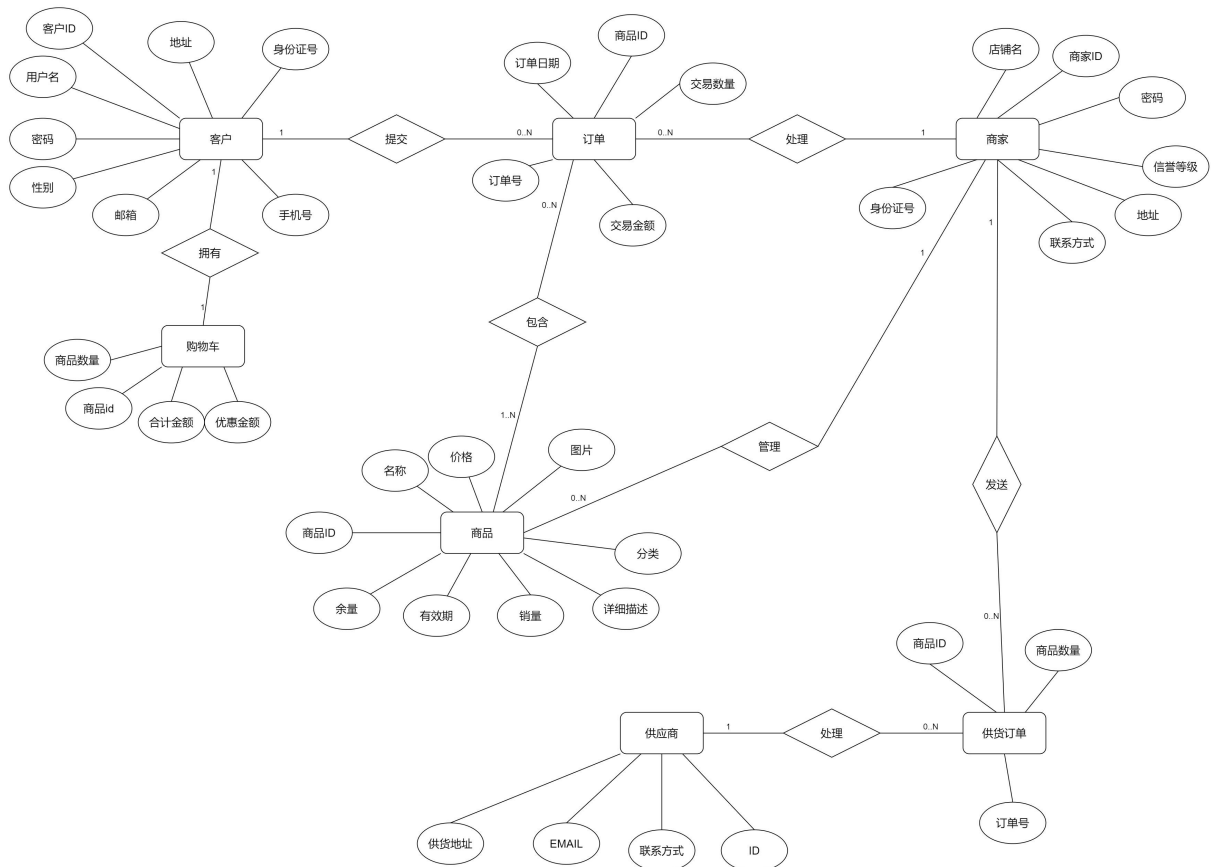 客户ID
地址
身份证号
用户名
密码
性别
邮箱
手机号
客户
1
提交
0..N
订单日期
商品ID
交易数量
订单
订单号
0..N
交易金额
0..N
处理
1
店铺名
商家ID
密码
商家
信誉等级
身份证号
地址
联系方式
1
拥有
1
购物车
商品数量
商品id
合计金额
优惠金额
包含
1..N
1
管理
0..N
1
发送
0..N
名称
价格
图片
商品ID
商品
分类
余量
有效期
销量
详细描述
商品ID
商品数量
供应商
1
处理
0..N
供货订单
供货地址
EMAIL
联系方式
ID
订单号